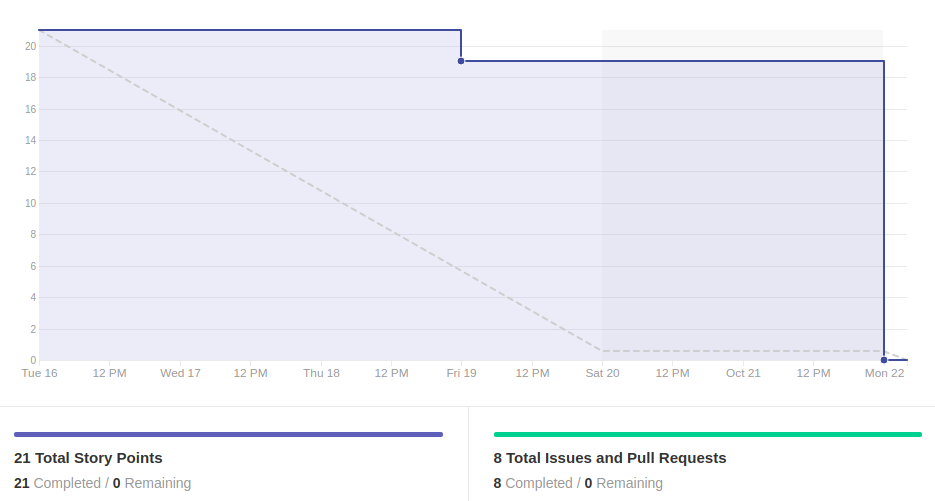 20
18
16
14
12
10
8
6
4
2
0
Tue 16 12 PM Wed 17 12 PM Thu 18 12 PM Fri 19 12 PM Sat 20 12 PM Oct 21 12 PM Mon 22
21 Total Story Points
21 Completed / 0 Remaining
8 Total Issues and Pull Requests
8 Completed / 0 Remaining